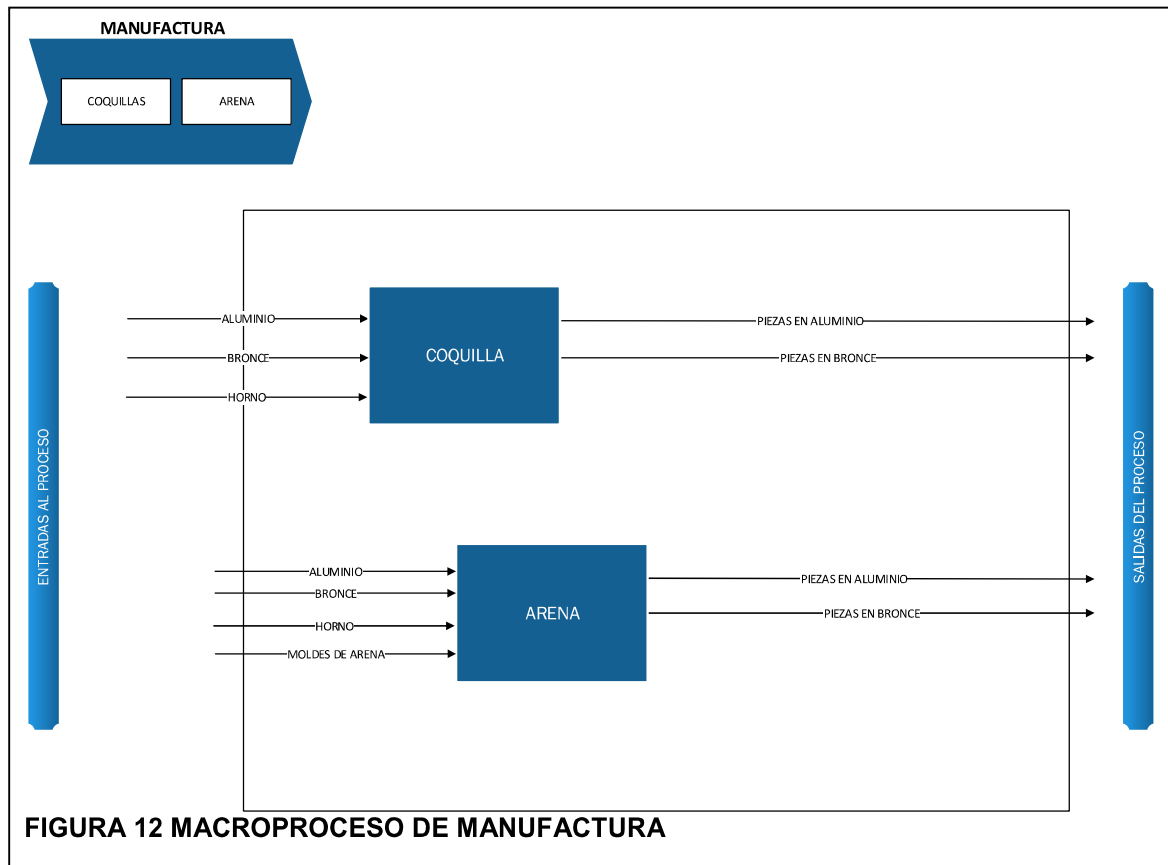 MANUFACTURA
COQUILLAS
ARENA
ENTRADAS AL PROCESO
ALUMINIO
BRONCE
HORNO
COQUILLA
PIEZAS EN ALUMINIO
PIEZAS EN BRONCE
ALUMINIO
BRONCE
HORNO
MOLDES DE ARENA
ARENA
PIEZAS EN ALUMINIO
PIEZAS EN BRONCE
SALIDAS DEL PROCESO
FIGURA 12 MACROPROCESO DE MANUFACTURA